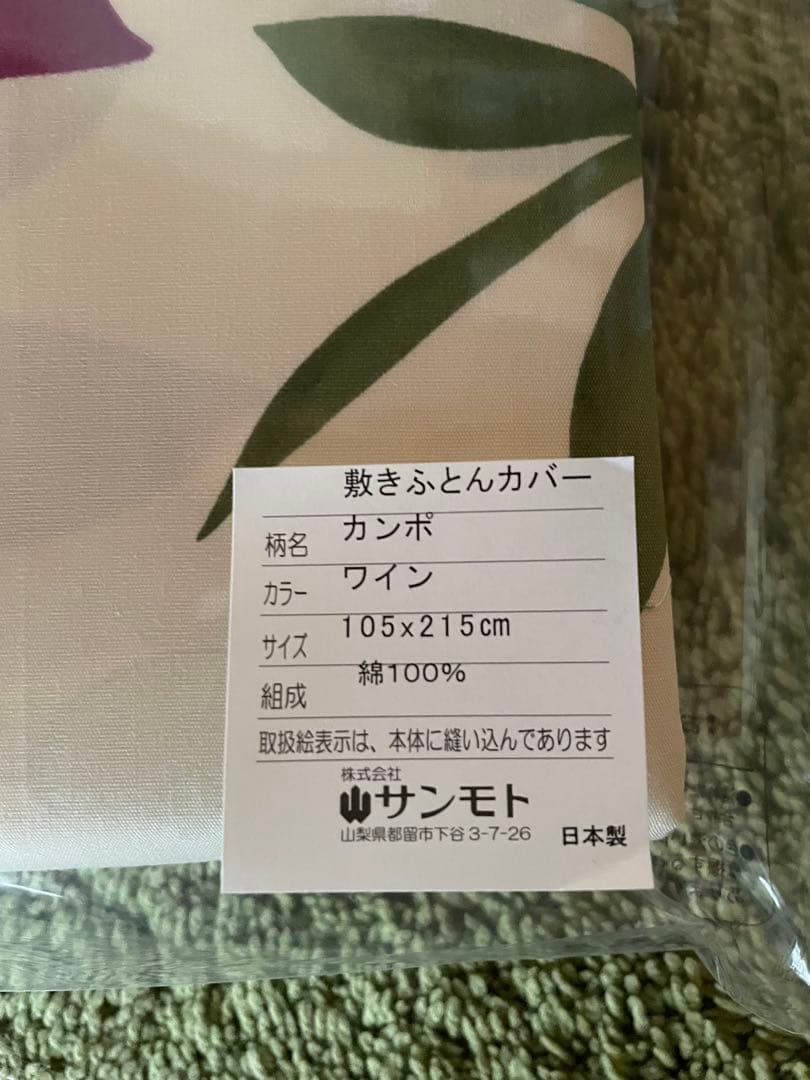 敷きふとんカバー
柄名 カンポ
カラー ワイン
サイズ 105x215cm
組成 綿100%
取扱絵表示は、本体に縫い込んであります
株式会社
サンモト
山梨県都留市下谷3-7-26 日本製